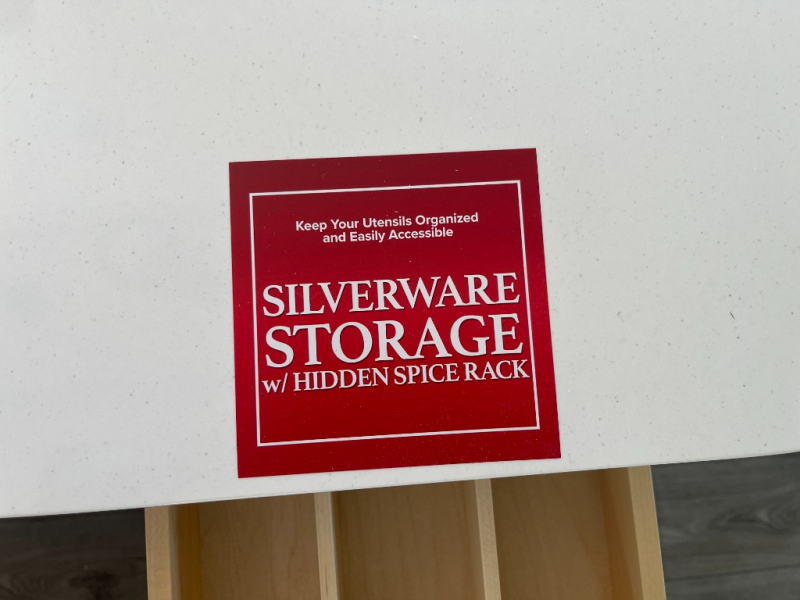 Keep Your Utensils Organized
and Easily Accessible
SILVERWARE
STORAGE
w/ HIDDEN SPICE RACK